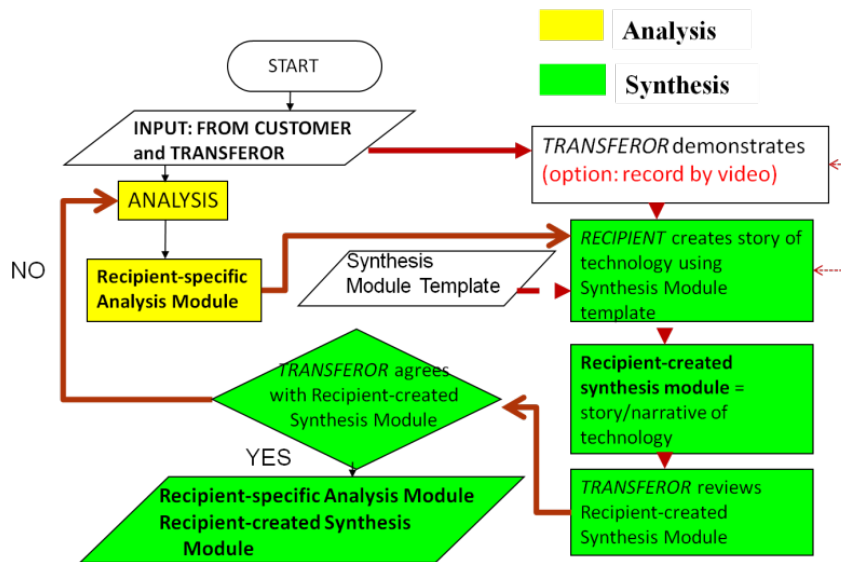 Analysis
Synthesis
START
INPUT: FROM CUSTOMER
and TRANSFEROR
TRANSFEROR demonstrates
(option: record by video)
ANALYSIS
NO
Recipient-specific
Analysis Module
Synthesis
Module Template
RECIPIENT creates story of
technology using
Synthesis Module
template
TRANSFEROR agrees
with Recipient-created
Synthesis Module
Recipient-created
synthesis module =
story/narrative of
technology
YES
Recipient-specific Analysis Module
Recipient-created Synthesis
Module
TRANSFEROR reviews
Recipient-created
Synthesis Module